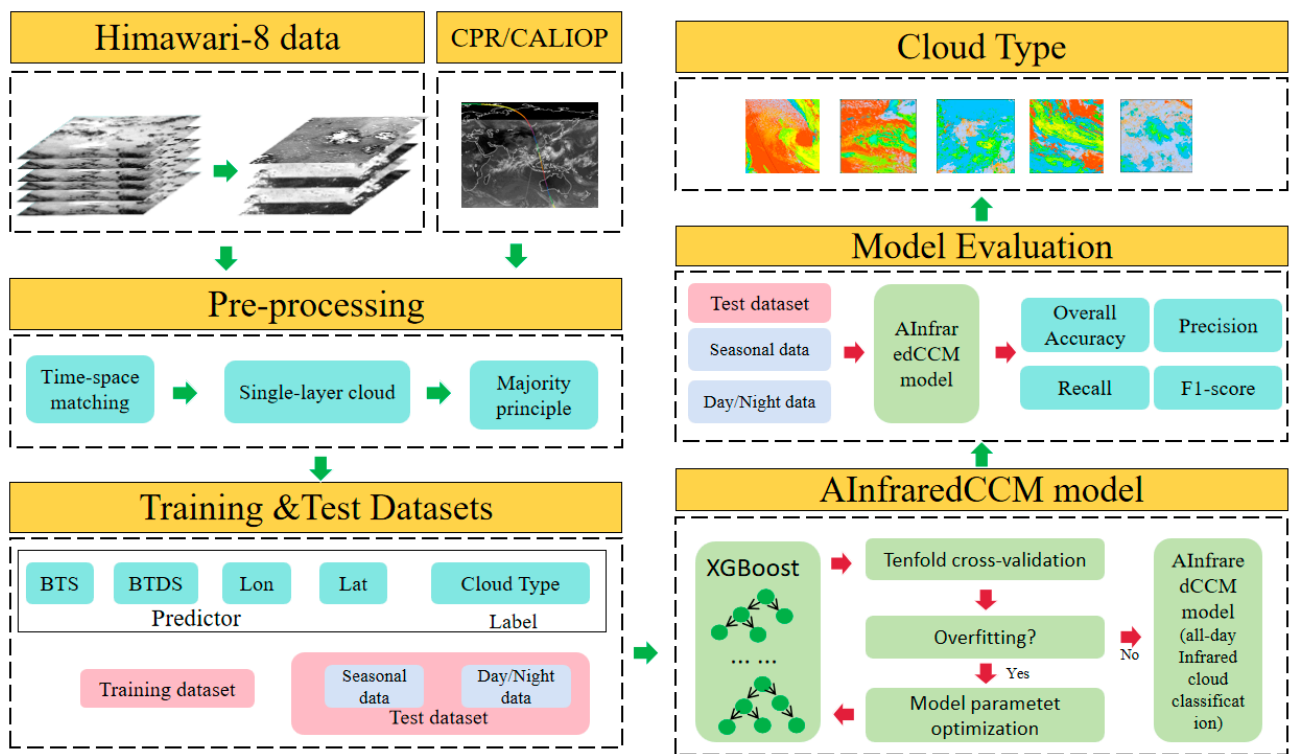 Himawari-8 data
CPR/CALIOP
Pre-processing
Time-space
matching
Single-layer cloud
Majority
principle
Training &Test Datasets
BTS
BTDS
Lon
Lat
Cloud Type
Predictor
Label
Training dataset
Seasonal
data
Day/Night
data
Test dataset
Cloud Type
Model Evaluation
Test dataset
Seasonal data
Day/Night data
AInfrar
edCCM
model
Overall
Accuracy
Precision
Recall
F1-score
AInfraredCCM model
XGBoost
... ...
Tenfold cross-validation
Overfitting?
No
Yes
Model parametet
optimization
AInfrare
dCCM
model
(all-day
Infrared
cloud
classificat
ion)